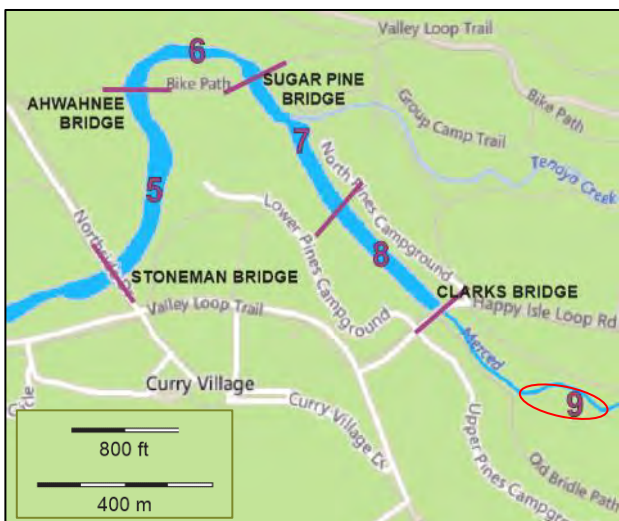 Valley Loop Trail
6
SUGAR PINE
BRIDGE
Bike Path
AHWAHNEE
BRIDGE
Bike Path
Group Camp Trail
Tenaya Creek
7
North Pines Campground
5
Lower Pines Campground
8
STONEMAN BRIDGE
CLARKS BRIDGE
Happy Isle Loop Rd
Valley Loop Trail
Merced
9
Curry Village
Curry Village Dr
Upper Pines Campground
Old Bridle Path
800 ft
400 m